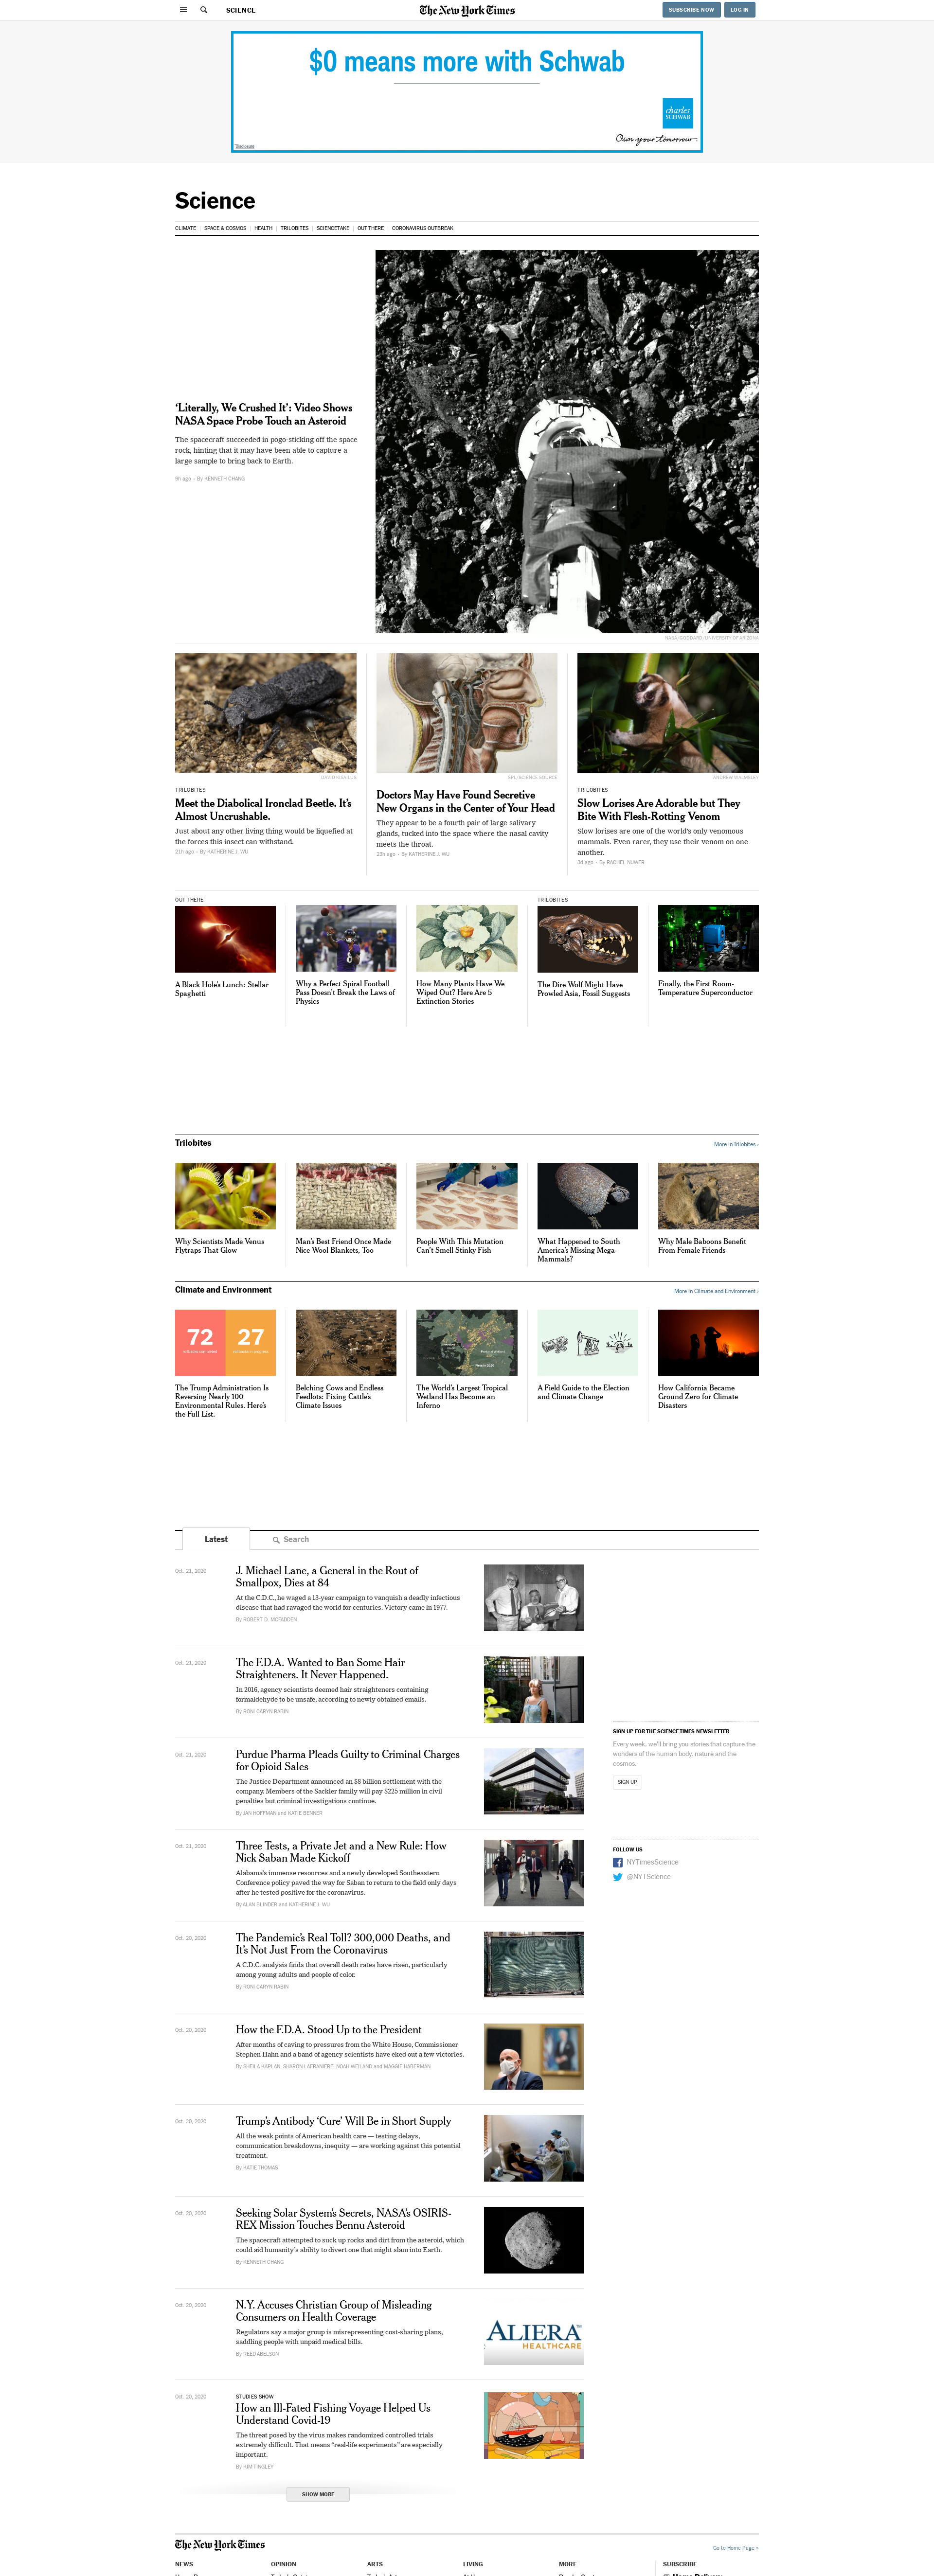 SCIENCE
The New York Times
SUBSCRIBE NOW
LOG IN
$0 means more with Schwab
charles
SCHWAB
Own your tomorrow
Disclosure
Science
CLIMATE
SPACE & COSMOS
HEALTH
TRILOBITES
SCIENCETAKE
OUT THERE
CORONAVIRUS OUTBREAK
‘Literally, We Crushed It’: Video Shows
NASA Space Probe Touch an Asteroid
The spacecraft succeeded in pogo-sticking off the space
rock, hinting that it may have been able to capture a
large sample to bring back to Earth.
9h ago - By KENNETH CHANG
NASA/GODDARD/UNIVERSITY OF ARIZONA
DAVID KISAILUS
TRILOBITES
Meet the Diabolical Ironclad Beetle. It’s
Almost Uncrushable.
Just about any other living thing would be liquefied at
the forces this insect can withstand.
21h ago - By KATHERINE J. WU
SPL/SCIENCE SOURCE
Doctors May Have Found Secretive
New Organs in the Center of Your Head
They appear to be a fourth pair of large salivary
glands, tucked into the space where the nasal cavity
meets the throat.
23h ago - By KATHERINE J. WU
ANDREW WALMSLEY
TRILOBITES
Slow Lorises Are Adorable but They
Bite With Flesh-Rotting Venom
Slow lorises are one of the world’s only venomous
mammals. Even rarer, they use their venom on one
another.
3d ago - By RACHEL NUWER
OUT THERE
A Black Hole’s Lunch: Stellar
Spaghetti
Why a Perfect Spiral Football
Pass Doesn’t Break the Laws of
Physics
How Many Plants Have We
Wiped Out? Here Are 5
Extinction Stories
TRILOBITES
The Dire Wolf Might Have
Prowled Asia, Fossil Suggests
Finally, the First Room-
Temperature Superconductor
Trilobites
More in Trilobites ›
Why Scientists Made Venus
Flytraps That Glow
Man’s Best Friend Once Made
Nice Wool Blankets, Too
People With This Mutation
Can’t Smell Stinky Fish
What Happened to South
America’s Missing Mega-
Mammals?
Why Male Baboons Benefit
From Female Friends
Climate and Environment
More in Climate and Environment ›
72
rollbacks completed
27
rollbacks in progress
The Trump Administration Is
Reversing Nearly 100
Environmental Rules. Here’s
the Full List.
Belching Cows and Endless
Feedlots: Fixing Cattle’s
Climate Issues
The World’s Largest Tropical
Wetland Has Become an
Inferno
A Field Guide to the Election
and Climate Change
How California Became
Ground Zero for Climate
Disasters
Latest
Search
Oct. 21, 2020
J. Michael Lane, a General in the Rout of
Smallpox, Dies at 84
At the C.D.C., he waged a 13-year campaign to vanquish a deadly infectious
disease that had ravaged the world for centuries. Victory came in 1977.
By ROBERT D. MCFADDEN
Oct. 21, 2020
The F.D.A. Wanted to Ban Some Hair
Straighteners. It Never Happened.
In 2016, agency scientists deemed hair straighteners containing
formaldehyde to be unsafe, according to newly obtained emails.
By RONI CARYN RABIN
Oct. 21, 2020
Purdue Pharma Pleads Guilty to Criminal Charges
for Opioid Sales
The Justice Department announced an $8 billion settlement with the
company. Members of the Sackler family will pay $225 million in civil
penalties but criminal investigations continue.
By JAN HOFFMAN and KATIE BENNER
Oct. 21, 2020
Three Tests, a Private Jet and a New Rule: How
Nick Saban Made Kickoff
Alabama’s immense resources and a newly developed Southeastern
Conference policy paved the way for Saban to return to the field only days
after he tested positive for the coronavirus.
By ALAN BLINDER and KATHERINE J. WU
Oct. 20, 2020
The Pandemic’s Real Toll? 300,000 Deaths, and
It’s Not Just From the Coronavirus
A C.D.C. analysis finds that overall death rates have risen, particularly
among young adults and people of color.
By RONI CARYN RABIN
Oct. 20, 2020
How the F.D.A. Stood Up to the President
After months of caving to pressures from the White House, Commissioner
Stephen Hahn and a band of agency scientists have eked out a few victories.
By SHEILA KAPLAN, SHARON LAFRANIERE, NOAH WEILAND and MAGGIE HABERMAN
Oct. 20, 2020
Trump’s Antibody ‘Cure’ Will Be in Short Supply
All the weak points of American health care — testing delays,
communication breakdowns, inequity — are working against this potential
treatment.
By KATIE THOMAS
Oct. 20, 2020
Seeking Solar System’s Secrets, NASA’s OSIRIS-
REX Mission Touches Bennu Asteroid
The spacecraft attempted to suck up rocks and dirt from the asteroid, which
could aid humanity’s ability to divert one that might slam into Earth.
By KENNETH CHANG
Oct. 20, 2020
N.Y. Accuses Christian Group of Misleading
Consumers on Health Coverage
Regulators say a major group is misrepresenting cost-sharing plans,
saddling people with unpaid medical bills.
By REED ABELSON
ALIERA
HEALTHCARE
Oct. 20, 2020
STUDIES SHOW
How an Ill-Fated Fishing Voyage Helped Us
Understand Covid-19
The threat posed by the virus makes randomized controlled trials
extremely difficult. That means “real-life experiments” are especially
important.
By KIM TINGLEY
SHOW MORE
SIGN UP FOR THE SCIENCE TIMES NEWSLETTER
Every week, we'll bring you stories that capture the
wonders of the human body, nature and the
cosmos.
SIGN UP
FOLLOW US
NYTimesScience
@NYTScience
The New York Times
Go to Home Page »
NEWS
OPINION
ARTS
LIVING
MORE
SUBSCRIBE